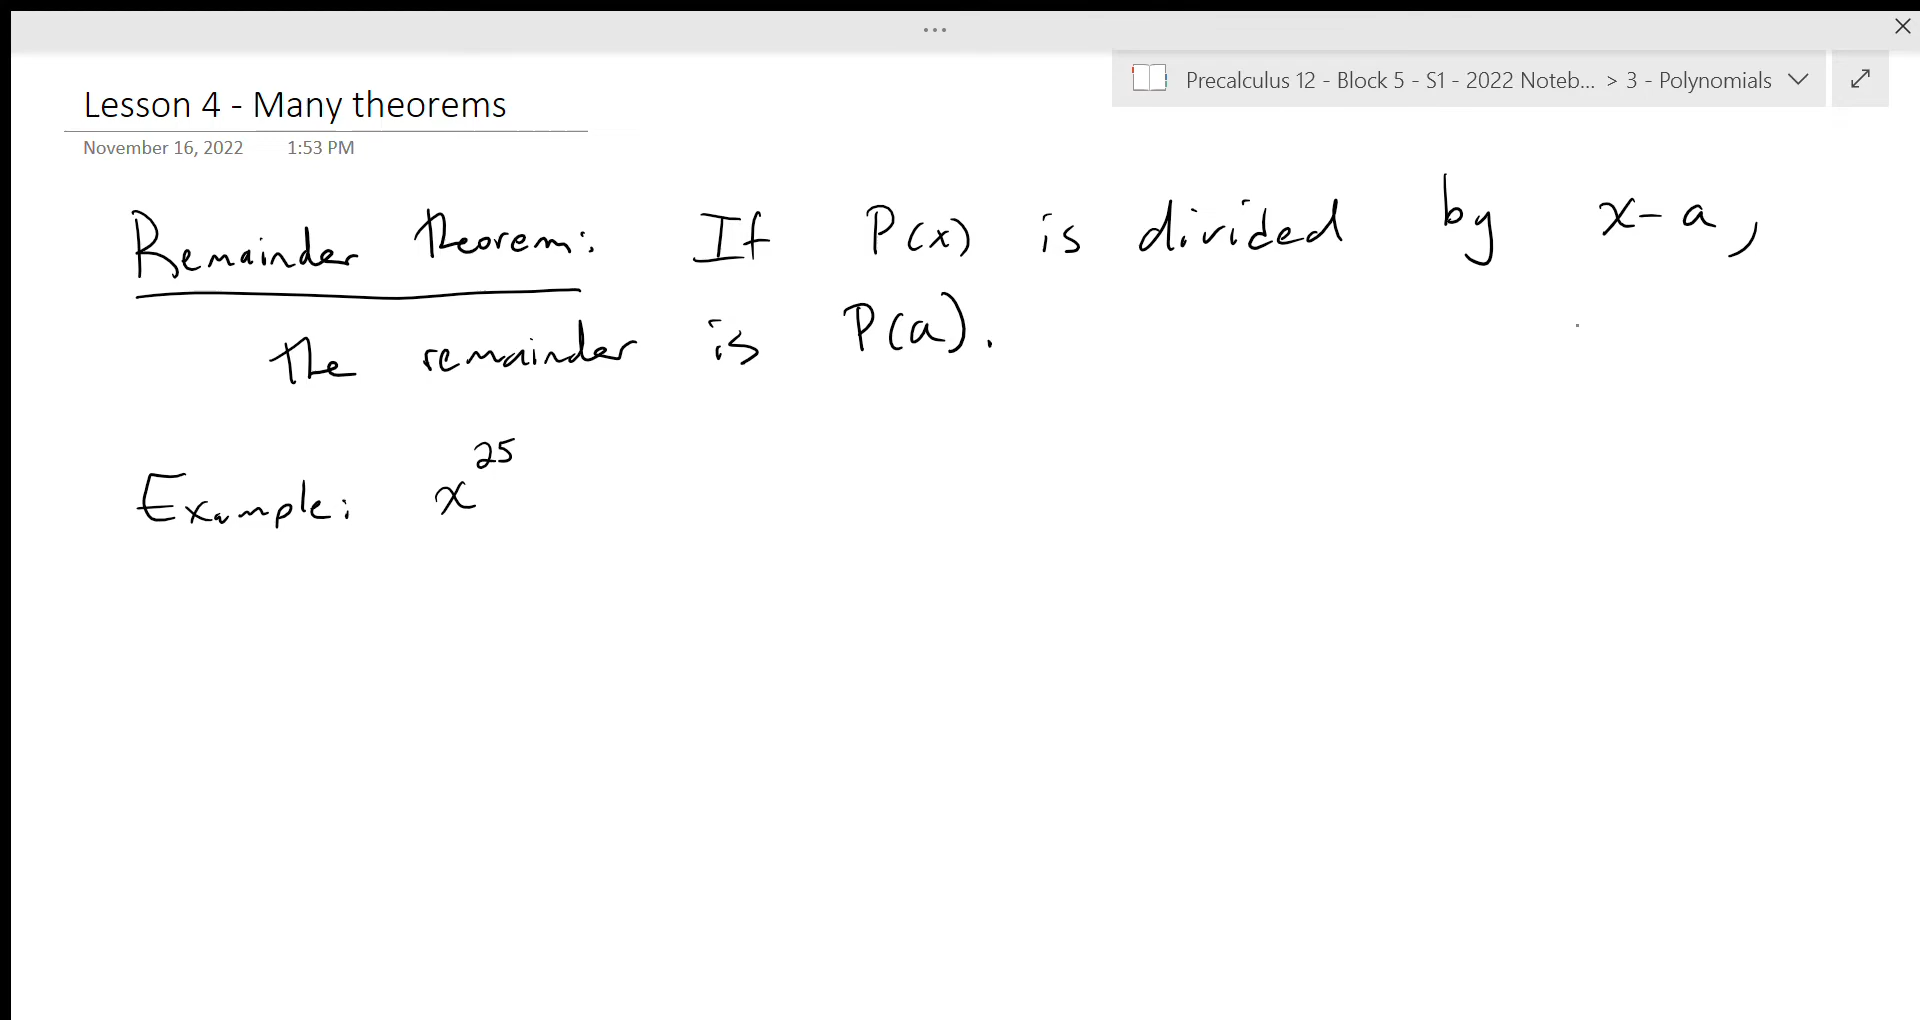 Precalculus 12 - Block 5 - S1 - 2022 Noteb... > 3 - Polynomials
Lesson 4 - Many theorems
November 16, 2022 1:53 PM
Remainder theorem: If P(x) is divided by x-a,
the remainder is P(a).
Example: x^25